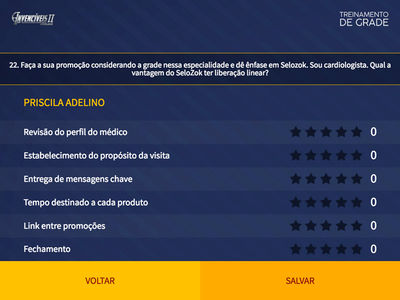 INVENCÍVEIS II
TREINAMENTO
DE GRADE
22. Faça a sua promoção considerando a grade nessa especialidade e dê ênfase em Selozok. Sou cardiologista. Qual a
vantagem do SeloZok ter liberação linear?
PRISCILA ADELINO
Revisão do perfil do médico 0
Estabelecimento do propósito da visita 0
Entrega de mensagens chave 0
Tempo destinado a cada produto 0
Link entre promoções 0
Fechamento 0
VOLTAR SALVAR